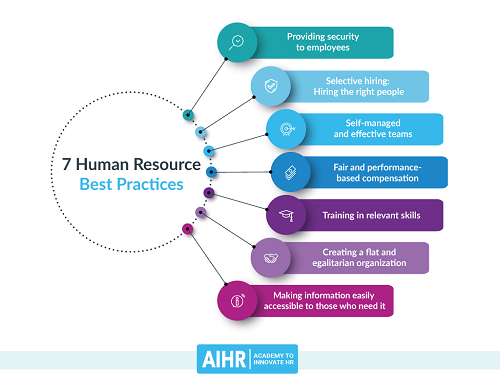 7 Human Resource
Best Practices
Providing security
to employees
Selective hiring:
Hiring the right people
Self-managed
and effective teams
Fair and performance-
based compensation
Training in relevant skills
Creating a flat and
egalitarian organization
Making information easily
accessible to those who need it
AIHR
ACADEMY TO
INNOVATE HR